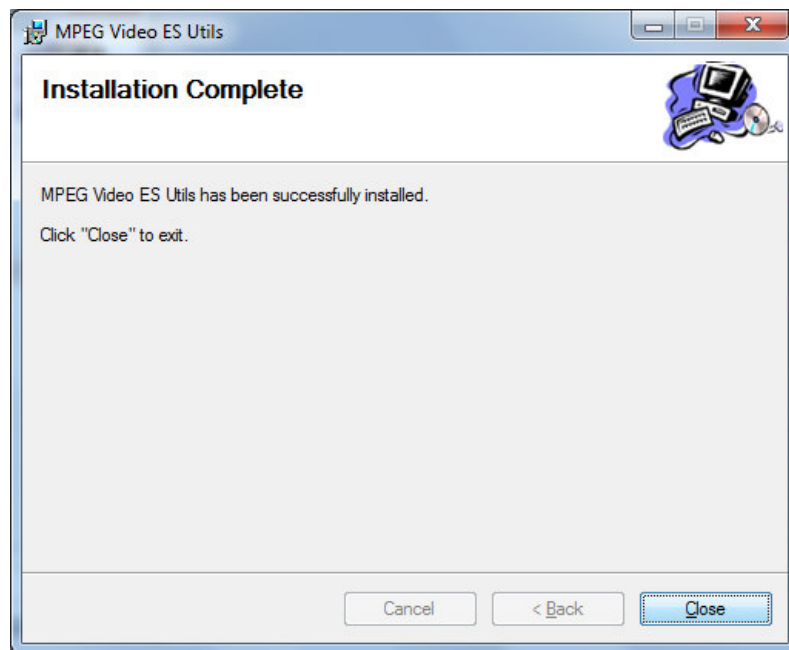 MPEG Video ES Utils
Installation Complete
MPEG Video ES Utils has been successfully installed.
Click "Close" to exit.
Cancel
< Back
Close